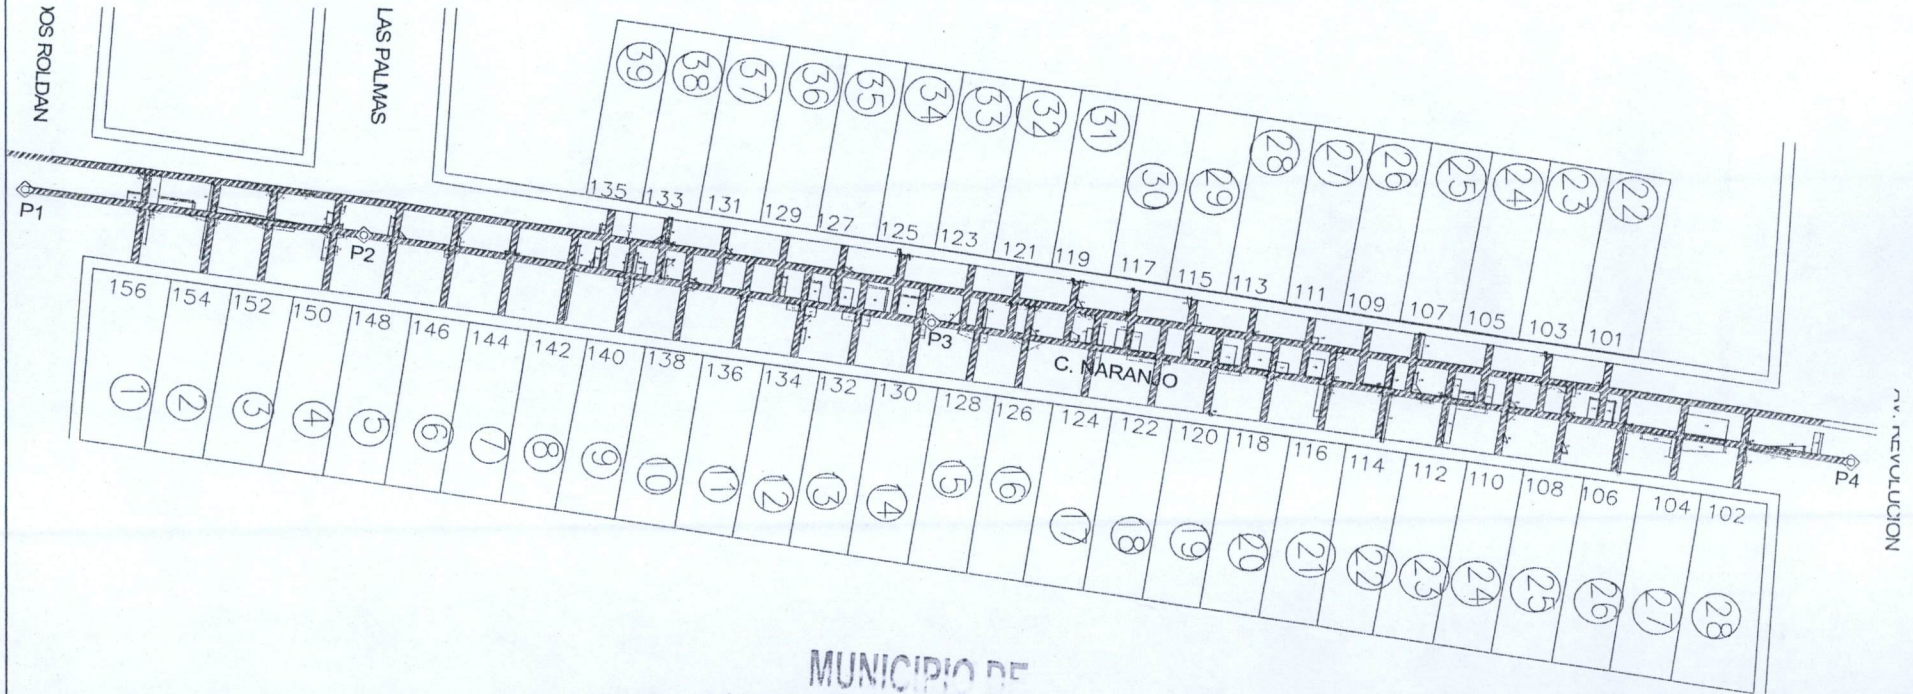 ROLDAN
LAS PALMAS
39 38 37 36 35 34 33 32 31 30 29 28 27 26 25 24 23 22
135 133 131 129 127 125 123 121 119 117 115 113 111 109 107 105 103 101
P1
P2
P3
C. NARANJO
P4
REVOLUCION
156 154 152 150 148 146 144 142 140 138 136 134 132 130 128 126 124 122 120 118 116 114 112 110 108 106 104 102
1 2 3 4 5 6 7 8 9 10 11 12 13 14 15 16 17 18 19 20 21 22 23 24 25 26 27 28
MUNICIPIO DE